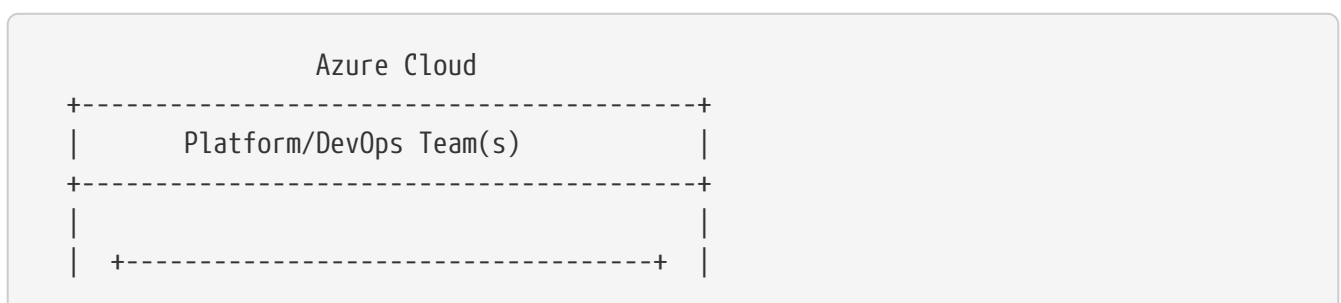 Azure Cloud
+------------------------------------------+
|       Platform/DevOps Team(s)            |
+------------------------------------------+
|                                          |
|  +------------------------------------+  |